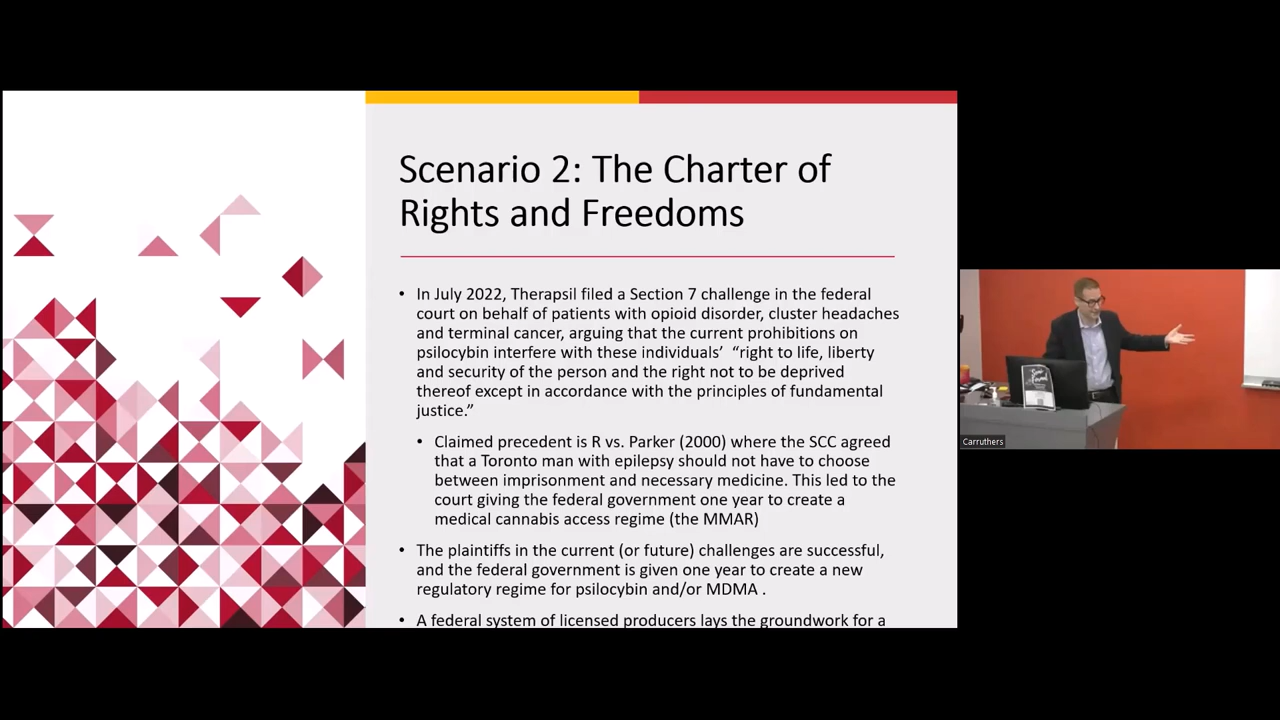 Scenario 2: The Charter of
Rights and Freedoms
• In July 2022, Therapsil filed a Section 7 challenge in the federal
court on behalf of patients with opioid disorder, cluster headaches
and terminal cancer, arguing that the current prohibitions on
psilocybin interfere with these individuals’ “right to life, liberty
and security of the person and the right not to be deprived
thereof except in accordance with the principles of fundamental
justice.”
• Claimed precedent is R vs. Parker (2000) where the SCC agreed
that a Toronto man with epilepsy should not have to choose
between imprisonment and necessary medicine. This led to the
court giving the federal government one year to create a
medical cannabis access regime (the MMAR)
• The plaintiffs in the current (or future) challenges are successful,
and the federal government is given one year to create a new
regulatory regime for psilocybin and/or MDMA .
• A federal system of licensed producers lays the groundwork for a
Carruthers